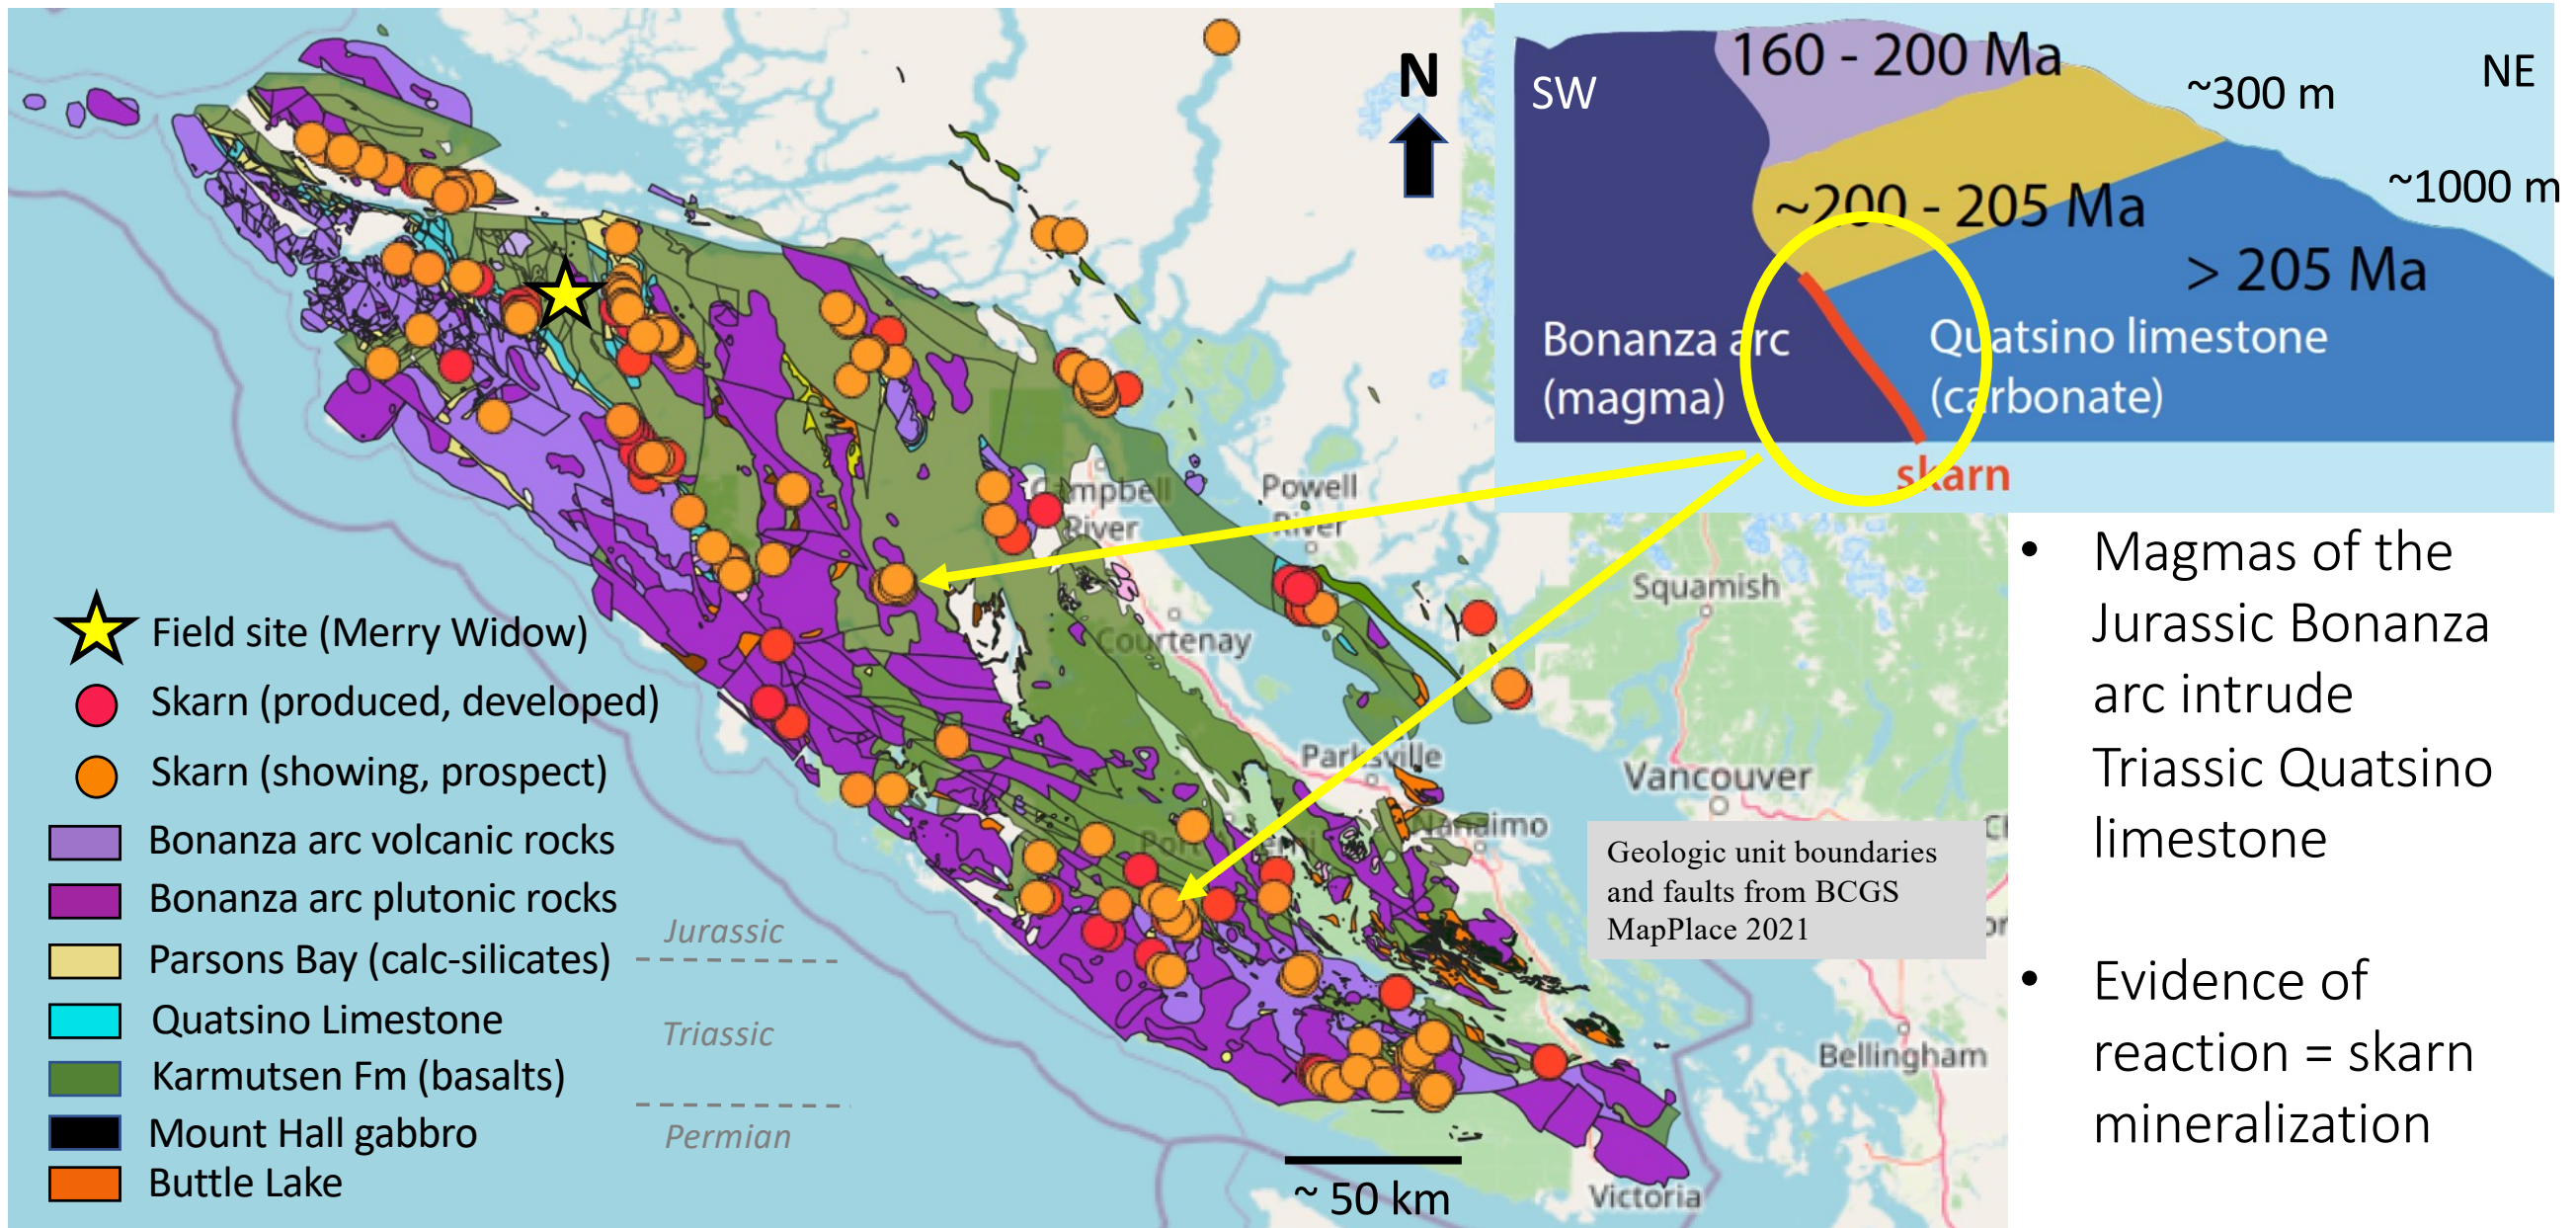 N
160 - 200 Ma
SW
~300 m
NE
~1000 m
~200 - 205 Ma
> 205 Ma
Bonanza arc
(magma)
Quatsino limestone
(carbonate)
skarn
Campbell
River
Powell
River
Courtenay
Squamish
Parksville
Vancouver
Port Alberni
Nanaimo
Bellingham
Victoria
Field site (Merry Widow)
Skarn (produced, developed)
Skarn (showing, prospect)
Bonanza arc volcanic rocks
Bonanza arc plutonic rocks
Parsons Bay (calc-silicates)
Quatsino Limestone
Karmutsen Fm (basalts)
Mount Hall gabbro
Buttle Lake
Jurassic
Triassic
Permian
~ 50 km
Geologic unit boundaries
and faults from BCGS
MapPlace 2021
• Magmas of the
Jurassic Bonanza
arc intrude
Triassic Quatsino
limestone
• Evidence of
reaction = skarn
mineralization